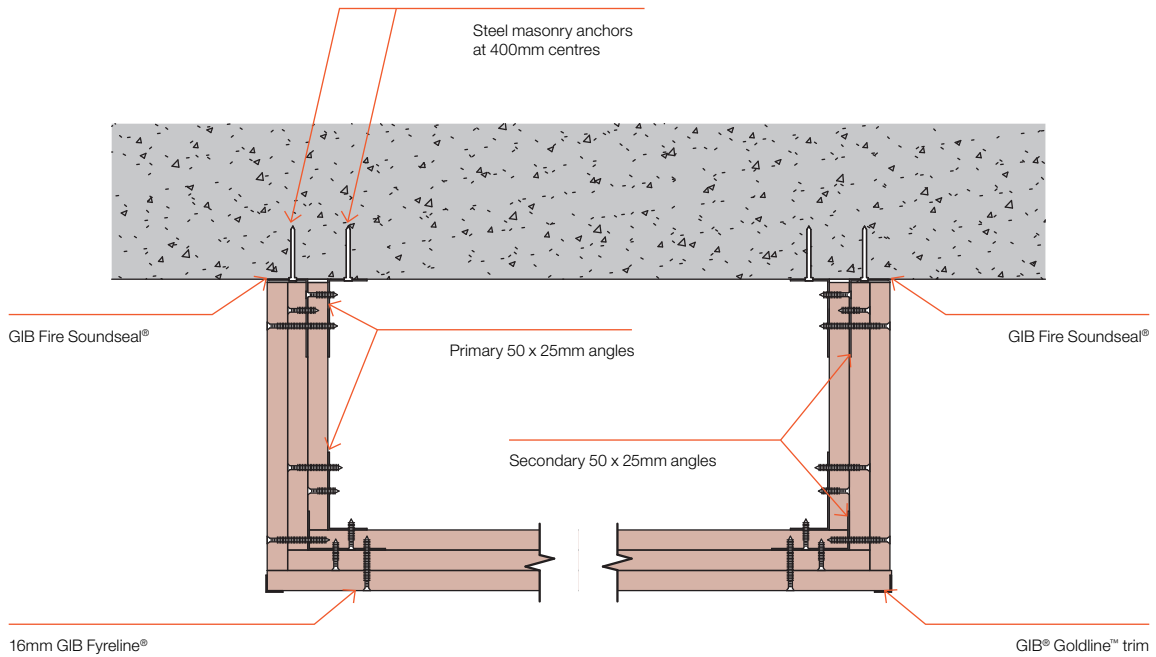 Steel masonry anchors
at 400mm centres
GIB Fire Soundseal®
GIB Fire Soundseal®
Primary 50 x 25mm angles
Secondary 50 x 25mm angles
16mm GIB Fyreline®
GIB® Goldline™ trim